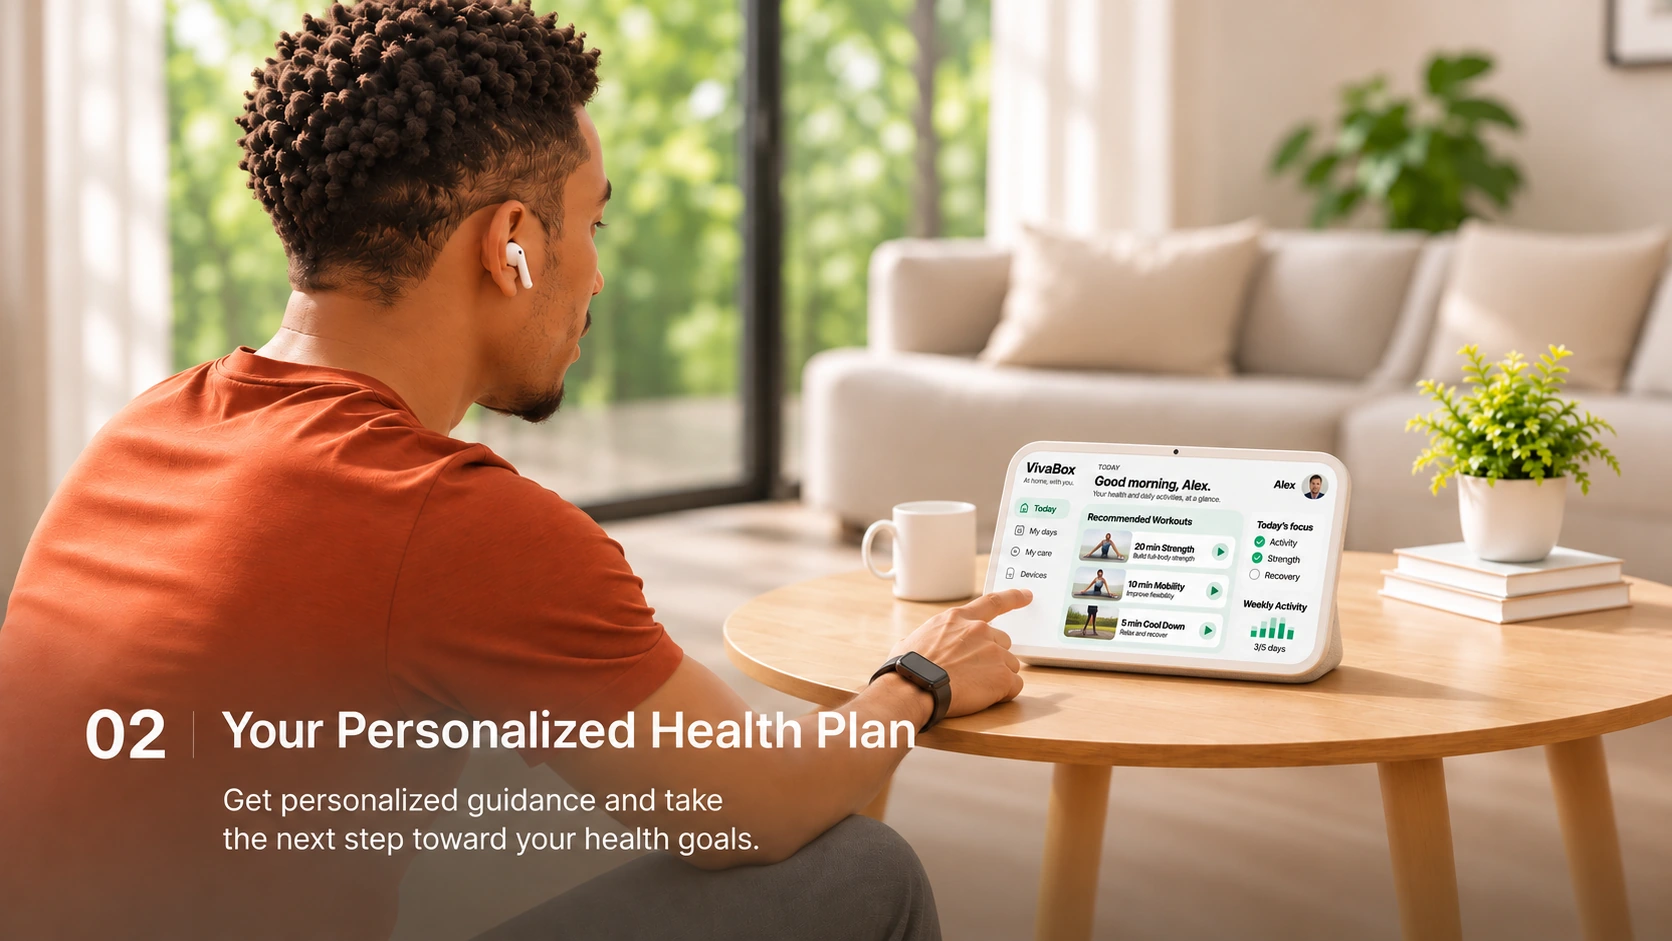 VivaBox
At home, with you.
Today
My days
My care
Devices
TODAY
Good morning, Alex.
Your health and daily activities, at a glance.
Alex
Recommended Workouts
20 min Strength
Build full-body strength
10 min Mobility
Improve flexibility
5 min Cool Down
Relax and recover
Today's focus
Activity
Strength
Recovery
Weekly Activity
3/5 days
02
Your Personalized Health Plan
Get personalized guidance and take
the next step toward your health goals.